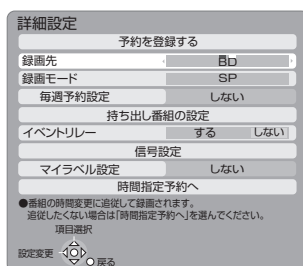 詳細設定
予約を登録する
録画先 BD
録画モード SP
毎週予約設定 しない
持ち出し番組の設定
イベントリレー する しない
信号設定
マイラベル設定 しない
時間指定予約へ
●番組の時間変更に追従して録画されます。
追従したくない場合は「時間指定予約へ」を選んでください。
項目選択
設定変更
戻る